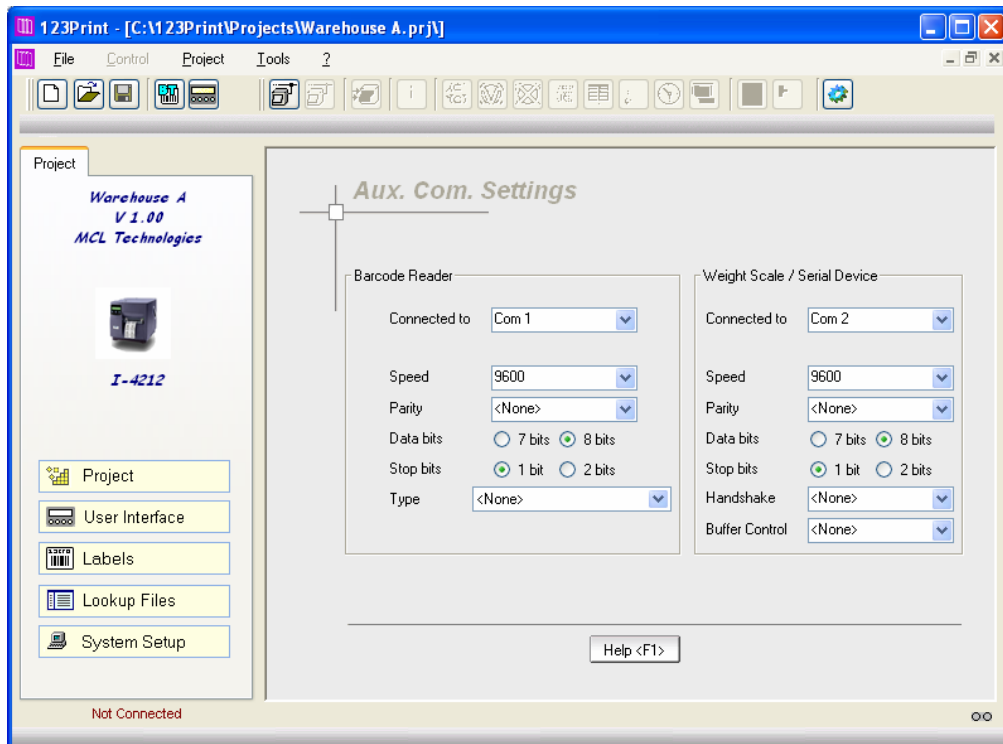 123Print - [C:\123Print\Projects\Warehouse A.prj\]
File Control Project Tools ?
Project
Warehouse A
V 1.00
MCL Technologies
I-4212
Project
User Interface
Labels
Lookup Files
System Setup
Not Connected
Aux. Com. Settings
Barcode Reader
Connected to Com 1
Speed 9600
Parity <None>
Data bits 7 bits 8 bits
Stop bits 1 bit 2 bits
Type <None>
Weight Scale / Serial Device
Connected to Com 2
Speed 9600
Parity <None>
Data bits 7 bits 8 bits
Stop bits 1 bit 2 bits
Handshake <None>
Buffer Control <None>
Help <F1>